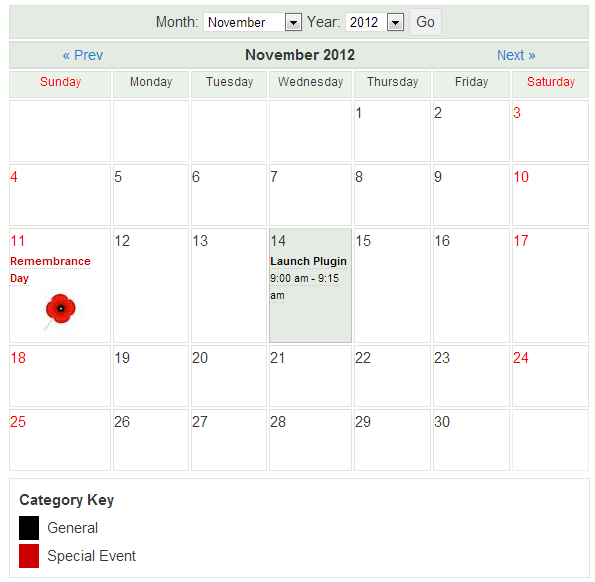 Month: November Year: 2012 Go
« Prev November 2012 Next »
Sunday Monday Tuesday Wednesday Thursday Friday Saturday
1 2 3
4 5 6 7 8 9 10
11 12 13 14 15 16 17
Remembrance
Day
Launch Plugin
9:00 am - 9:15
am
18 19 20 21 22 23 24
25 26 27 28 29 30
Category Key
General
Special Event